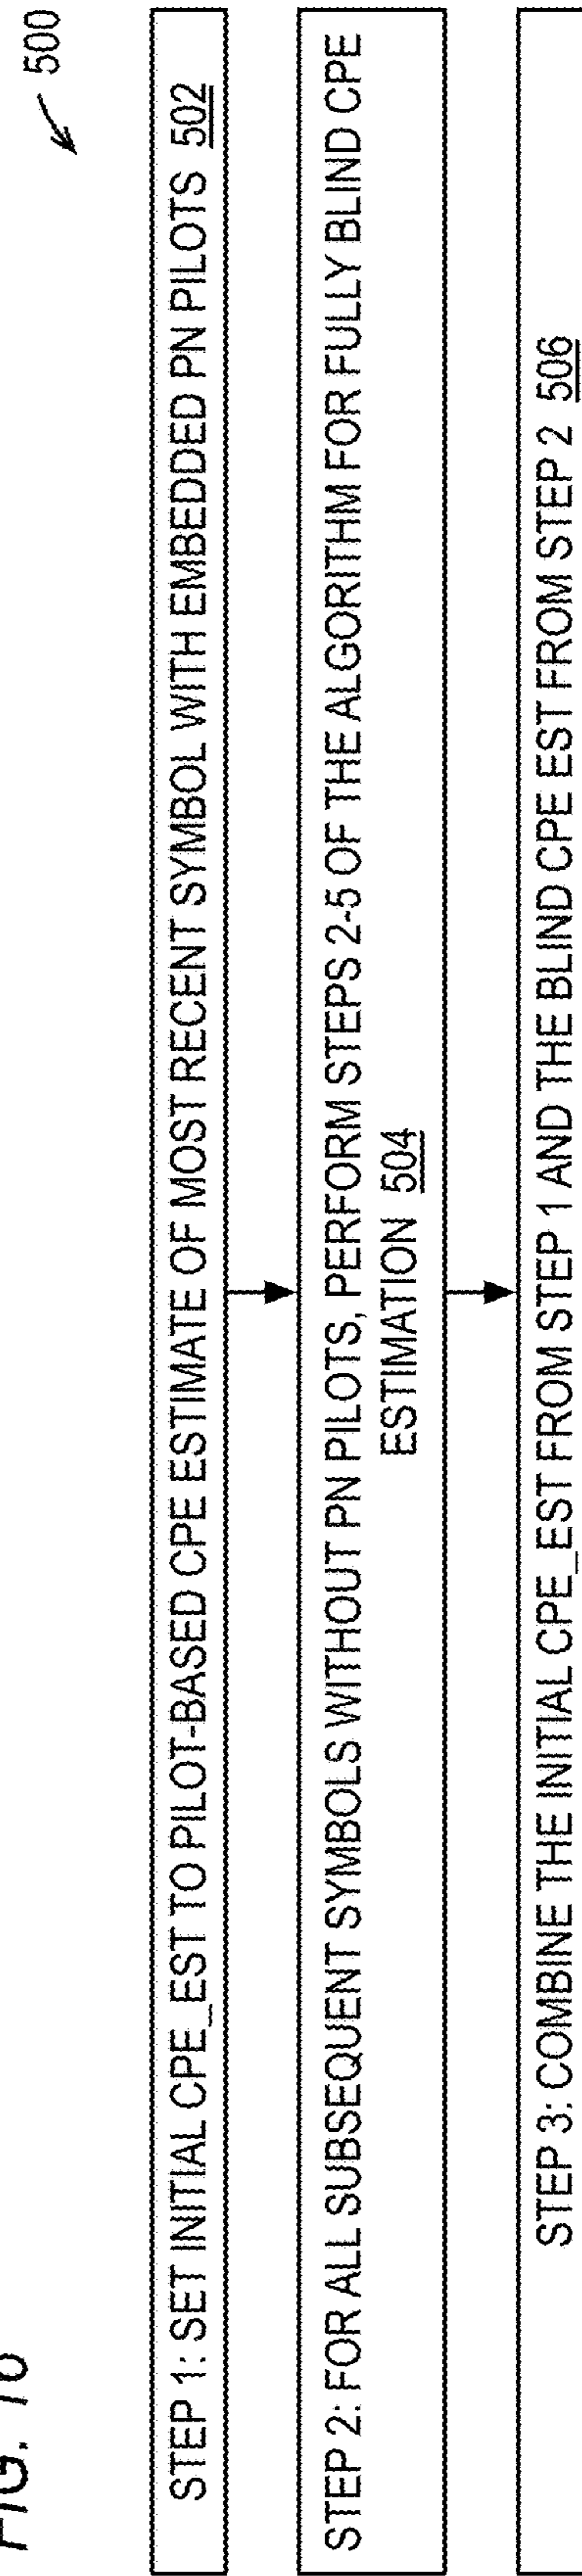 FIG.
500
STEP 1: SET INITIAL CPE_EST TO PILOT-BASED CPE ESTIMATE OF MOST RECENT SYMBOL WITH EMBEDDED PN PILOTS 502
STEP 2: FOR ALL SUBSEQUENT SYMBOLS WITHOUT PN PILOTS, PERFORM STEPS 2-5 OF THE ALGORITHM FOR FULLY BLIND CPE
ESTIMATION 504
STEP 3: COMBINE THE INITIAL CPE_EST FROM STEP 1 AND THE BLIND CPE EST FROM STEP 2 506